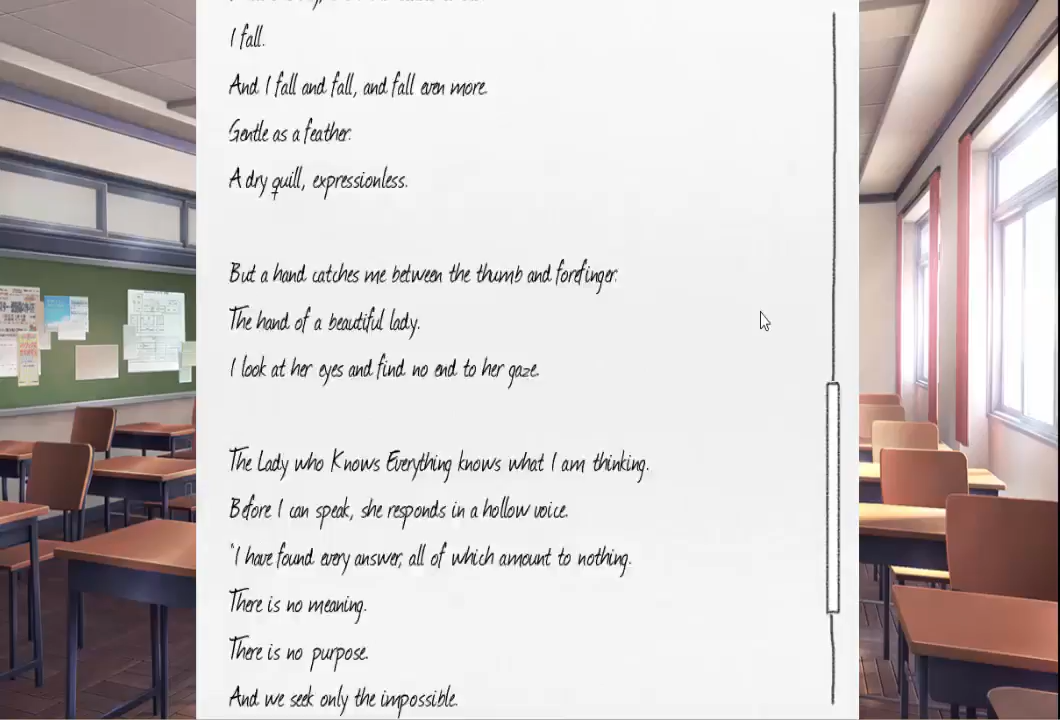 I fall.
And I fall and fall, and fall even more.
Gentle as a feather.
A dry quill, expressionless.
But a hand catches me between the thumb and forefinger.
The hand of a beautiful lady.
I look at her eyes and find no end to her gaze.
The Lady who Knows Everything knows what I am thinking.
Before I can speak, she responds in a hollow voice.
"I have found every answer, all of which amount to nothing.
There is no meaning.
There is no purpose.
And we seek only the impossible.